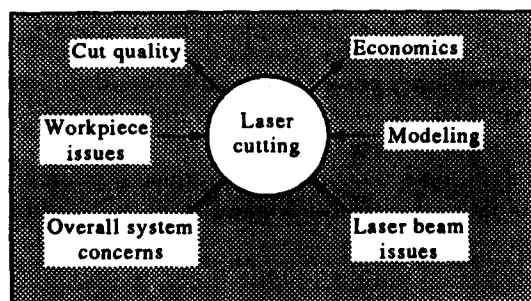 Cut quality
Economics
Laser
cutting
Workpiece
issues
Modeling
Overall system
concerns
Laser beam
issues